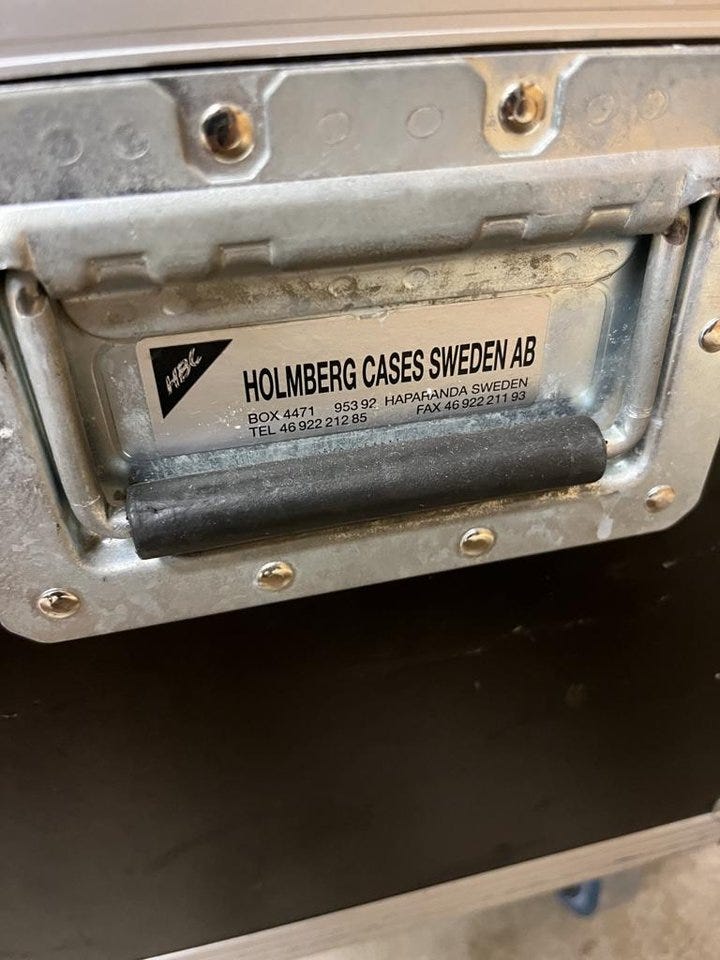 HBC
HOLMBERG CASES SWEDEN AB
BOX 4471 953 92 HAPARANDA SWEDEN
TEL 46 922 212 85 FAX 46 922 211 93